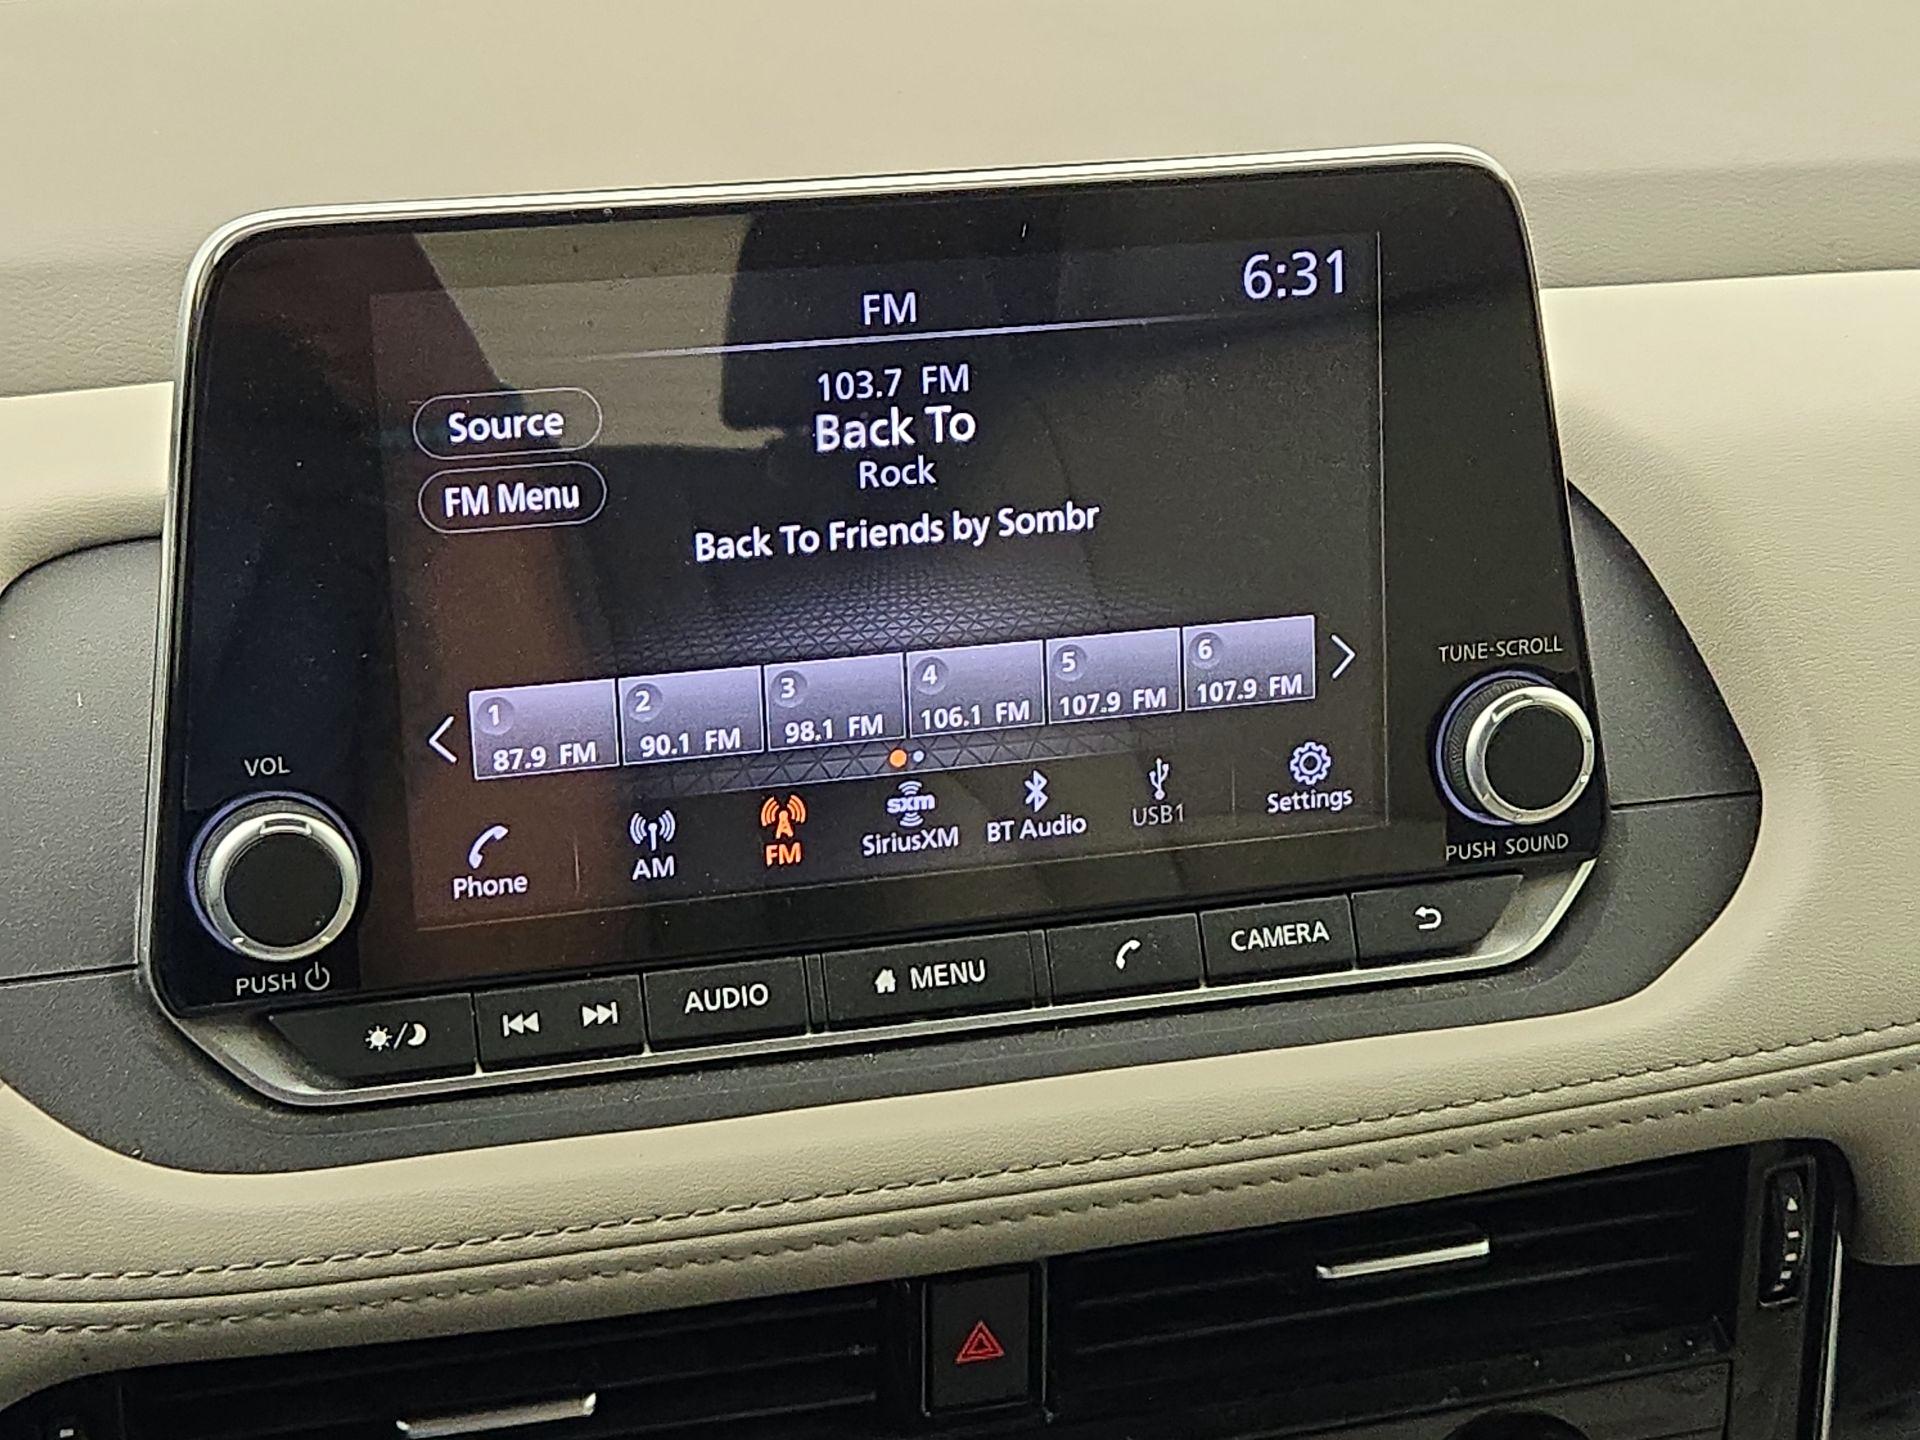 6:31
FM
103.7 FM
Back To
Rock
Source
FM Menu
Back To Friends by Sombr
1
87.9 FM
2
90.1 FM
3
98.1 FM
4
106.1 FM
5
107.9 FM
6
107.9 FM
Phone
AM
FM
sxm
SiriusXM
BT Audio
USB1
Settings
VOL
PUSH
TUNE·SCROLL
PUSH SOUND
AUDIO
MENU
CAMERA